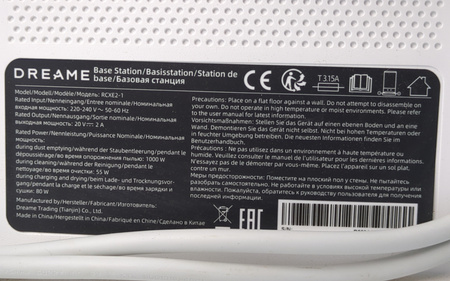 DREAME
Base Station/Basisstation/Station de
base/Базовая станция
T 3.15A
Model/Modell/Modèle/Модель: RCXE2-1
Rated Input/Nenneingang/Entree nominale/Номинальная
входная мощность: 220-240 V ~ 50-60 Hz
Rated Output/Nennausgang/Sortie nominale/Номинальная
выходная мощность: 20 V ⎓ 2 A
Rated Power/Nennleistung/Puissance Nominale/Номинальная
мощность:
during dust emptying/während der Staubentleerung/pendant le
dépoussiérage/во время опорожнения пылью: 1000 W
during cleaning/während der Reinigung/pendant le
nettoyage/во время очистки: 55 W
during charging and drying/beim Lade- und Trocknungsvor-
gang/pendant la charge et le séchage/во время зарядки и
сушки: 80 W
Manufactured by/Hersteller/Fabricant/Изготовитель:
Dreame Trading (Tianjin) Co., Ltd.
Made in China/Hergestellt in China/Fabriqué en Chine/Сделано в Китае
Precautions: Place on a flat floor against a wall. Do not attempt to disassemble on
your own. Do not use in high temperature or damp environments. Please refer to
the user manual for latest information.
Vorsichtsmaßnahmen: Stellen Sie das Gerät auf einen ebenen Boden und an eine
Wand. Demontieren Sie das Gerät nicht selbst. Nicht bei hohen Temperaturen oder
in feuchter Umgebung betreiben. Die neuesten Informationen finden Sie im
Benutzerhandbuch.
Précautions: Ne pas utilisez dans un environnement à haute température ou
humide. Consultez le manuel de l'utilisateur pour les dernières informations.
N'essayez pas de le démonter par vous-même. Placez l'appareil sur un sol plat,
contre un mur.
Меры предосторожности: Поместите на плоский пол у стены. Не пытайтесь
разобрать самостоятельно. Не подвергайте в условиях высокой температуры или
влажности. Пожалуйста, обратитесь к руководству пользователя для получения
последней информации.
EAC
S/N: